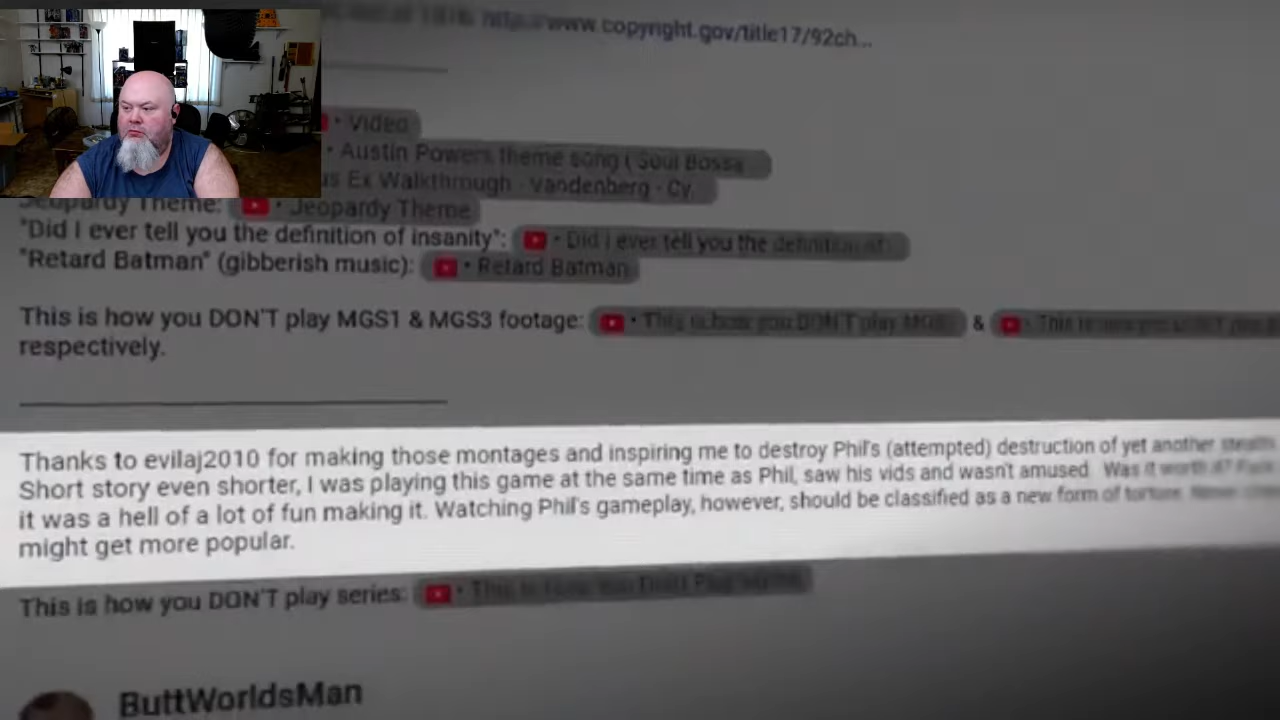 http://www.copyright.gov/title17/92ch...
• Video
• Austin Powers theme song ( Soul Bossa
Ex Walkthrough - Vandenberg - Cy.
Jeopardy Theme: • Jeopardy Theme
"Did I ever tell you the definition of insanity": • Did I ever tell you the definition of
"Retard Batman" (gibberish music): • Retard Batman
This is how you DON'T play MGS1 & MGS3 footage: • This is how you DON'T play MGS & •
respectively.
Thanks to evilaj2010 for making those montages and inspiring me to destroy Phil's (attempted) destruction of yet another stealth
Short story even shorter, I was playing this game at the same time as Phil, saw his vids and wasn't amused. Was it worth it?
it was a hell of a lot of fun making it. Watching Phil's gameplay, however, should be classified as a new form of torture.
might get more popular.
This is how you DON'T play series: • This is How You Don't Play
ButtWorldsMan